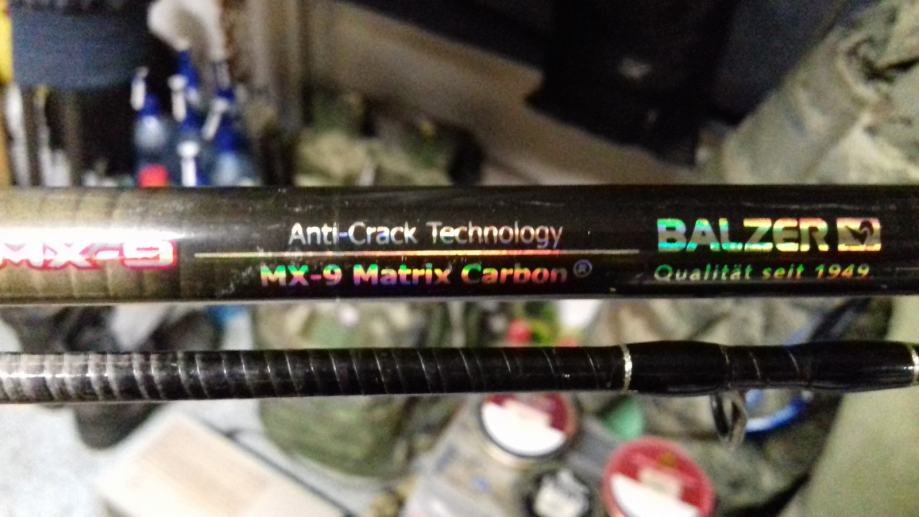 MX-9
Anti-Crack Technology
MX-9 Matrix Carbon®
BALZER
Qualität seit 1949